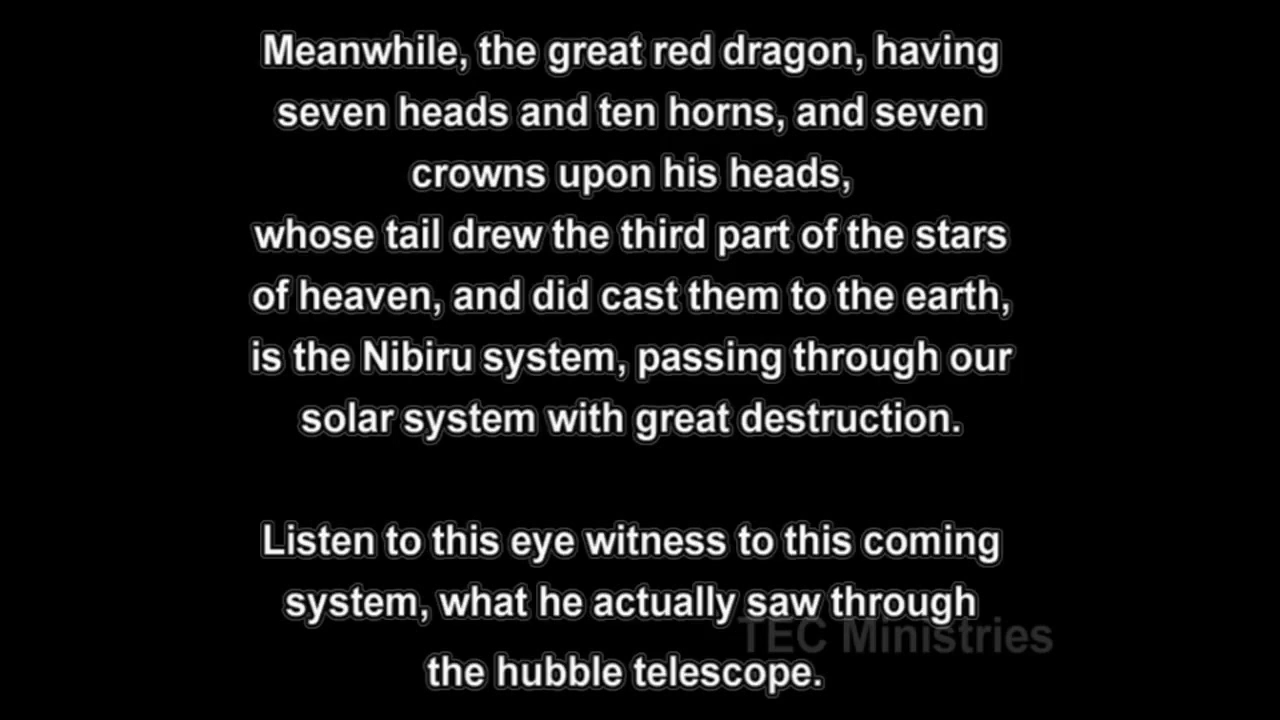 Meanwhile, the great red dragon, having
seven heads and ten horns, and seven
crowns upon his heads,
whose tail drew the third part of the stars
of heaven, and did cast them to the earth,
is the Nibiru system, passing through our
solar system with great destruction.
Listen to this eye witness to this coming
system, what he actually saw through
TEC Ministries
the hubble telescope.